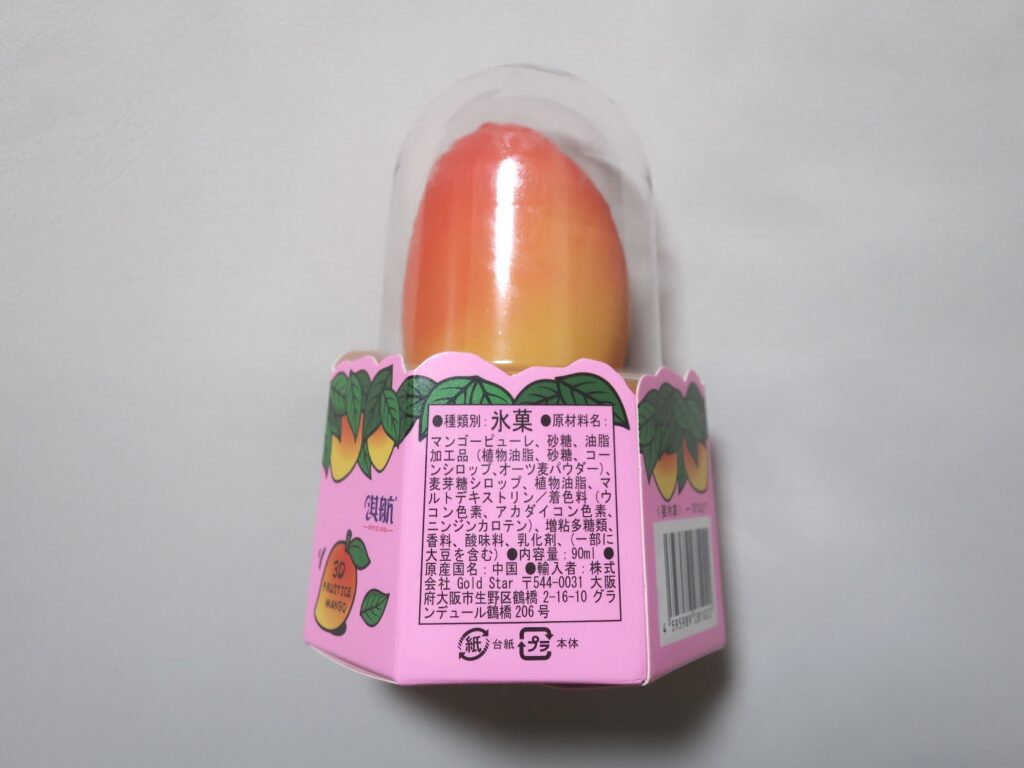 ●種類別：氷菓 ●原材料名：
マンゴーピューレ、砂糖、油脂
加工品（植物油脂、砂糖、コー
ンシロップ、オーツ麦パウダー）、
麦芽糖シロップ、植物油脂、マ
ルトデキストリン／着色料（ウ
コン色素、アカダイコン色素、
ニンジンカロテン）、増粘多糖類、
香料、酸味料、乳化剤、（一部に
大豆を含む）●内容量：90ml ●
原産国名：中国 ●輸入者：株式
会社 Gold Star 〒544-0031 大阪
府大阪市生野区鶴橋 2-16-10 グラ
ンデュール鶴橋 206 号
紙 台紙 プラ 本体
淇航
3D
FRUIT ICE
MANGO